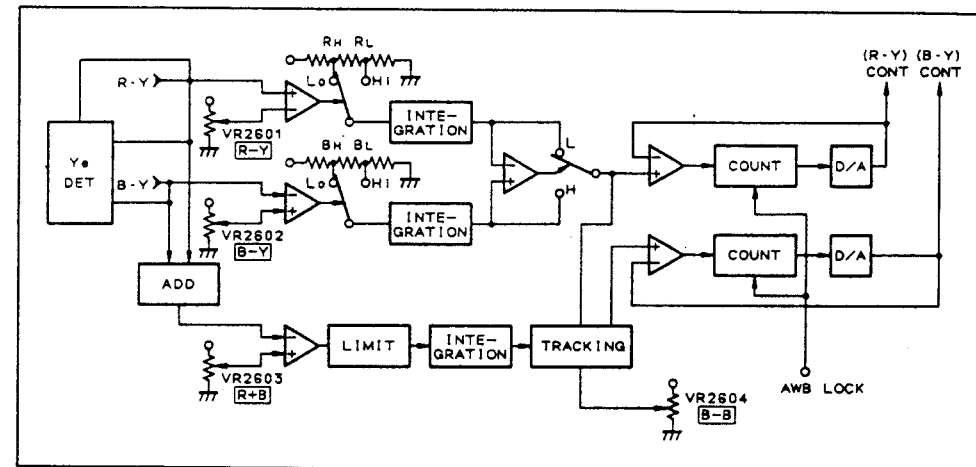 (R-Y) (B-Y)
CONT CONT
RH RL
R-Y
Lo Hi
INTE-
GRATION
VR2601
R-Y
L
Ye
DET
BH BL
COUNT
D/A
B-Y
Lo Hi
H
INTE-
GRATION
VR2602
B-Y
COUNT
D/A
ADD
LIMIT
INTE-
GRATION
TRACKING
VR2603
R+B
AWB LOCK
VR2604
B-B